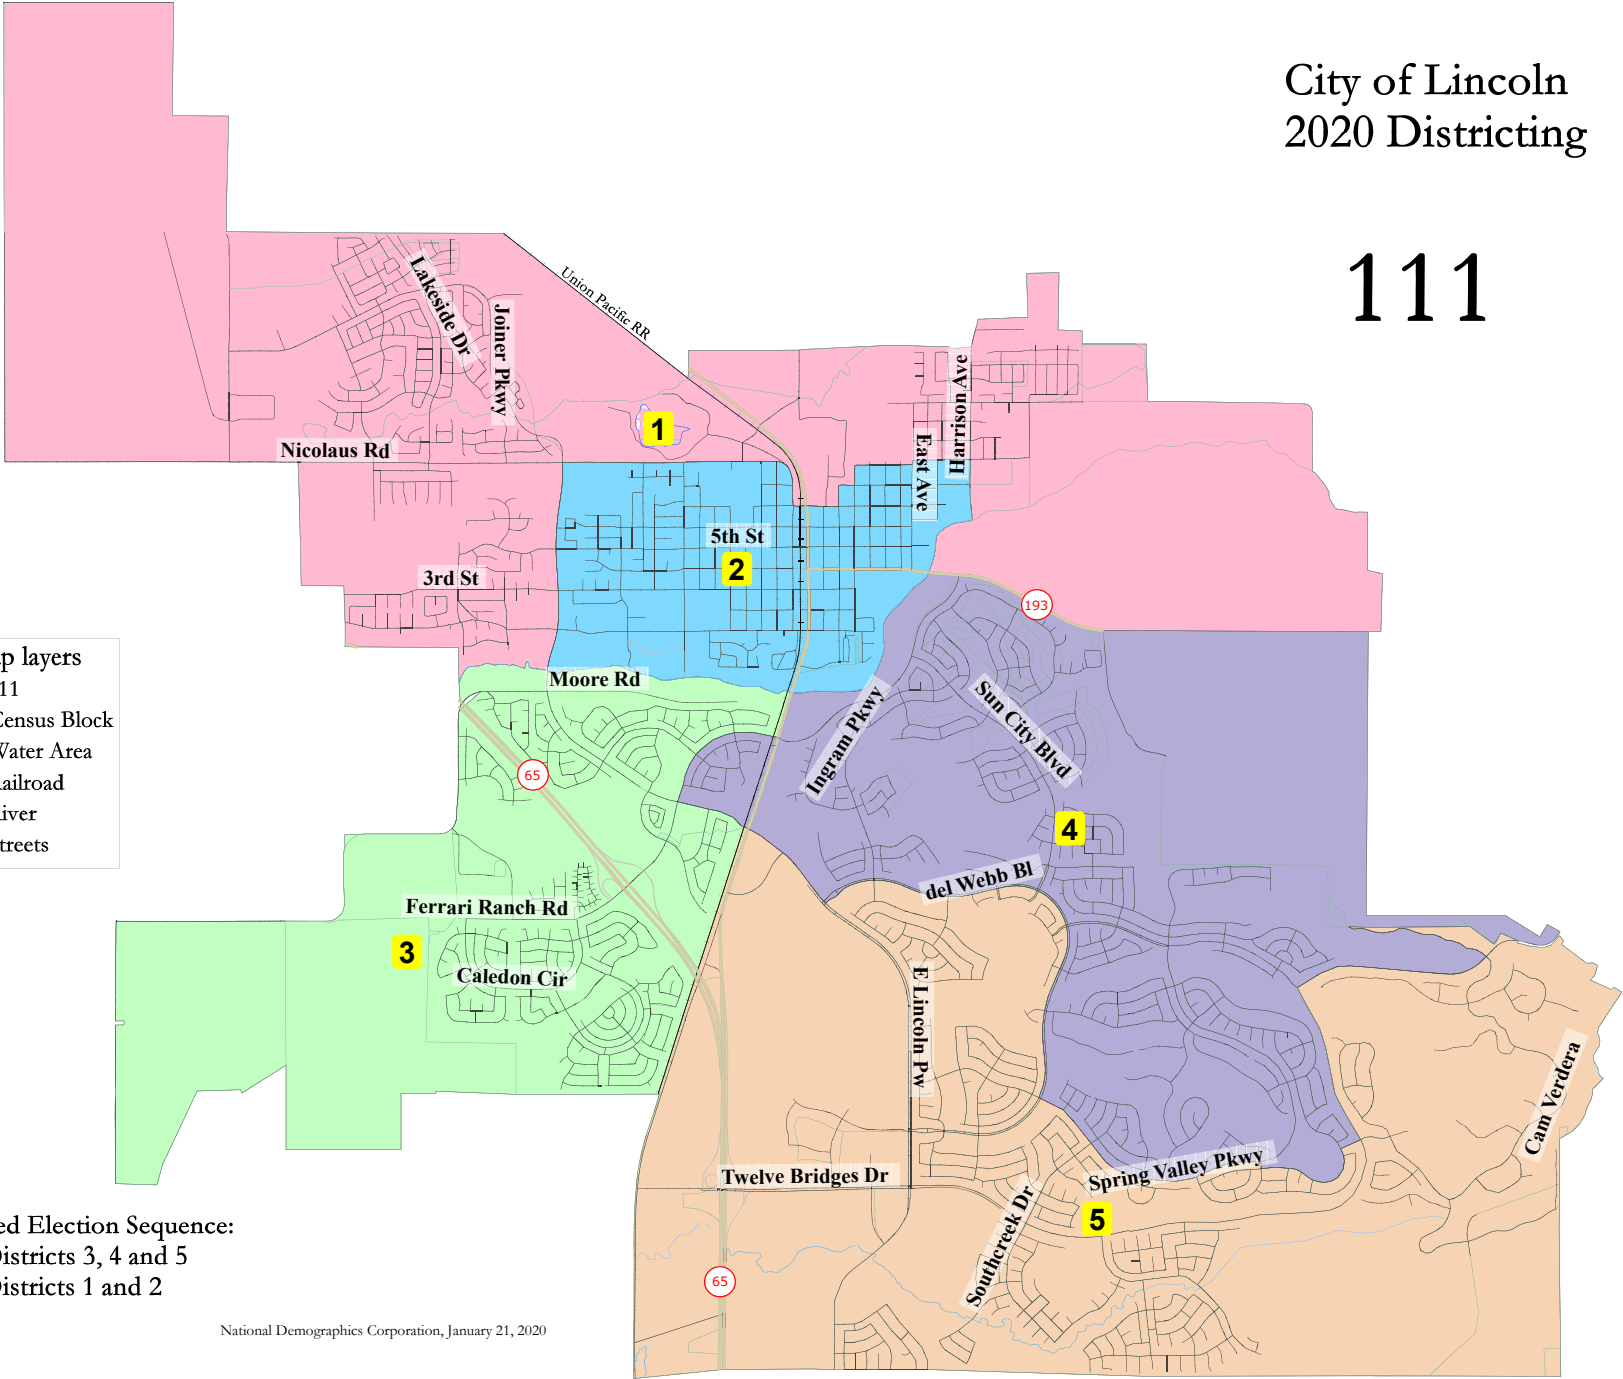 City of Lincoln
2020 Districting
111
Union Pacific RR
Lakeside Dr
Joiner Pkwy
Harrison Ave
East Ave
1
Nicolaus Rd
5th St
2
3rd St
193
Moore Rd
Sun City Blvd
Ingram Pkwy
65
4
del Webb Bl
Ferrari Ranch Rd
3
Caledon Cir
E Lincoln Pw
Cam Verdera
Twelve Bridges Dr
Spring Valley Pkwy
5
Southcreek Dr
65
p layers
11
Census Block
Water Area
ailroad
iver
treets
ed Election Sequence:
Districts 3, 4 and 5
istricts 1 and 2
National Demographics Corporation, January 21, 2020